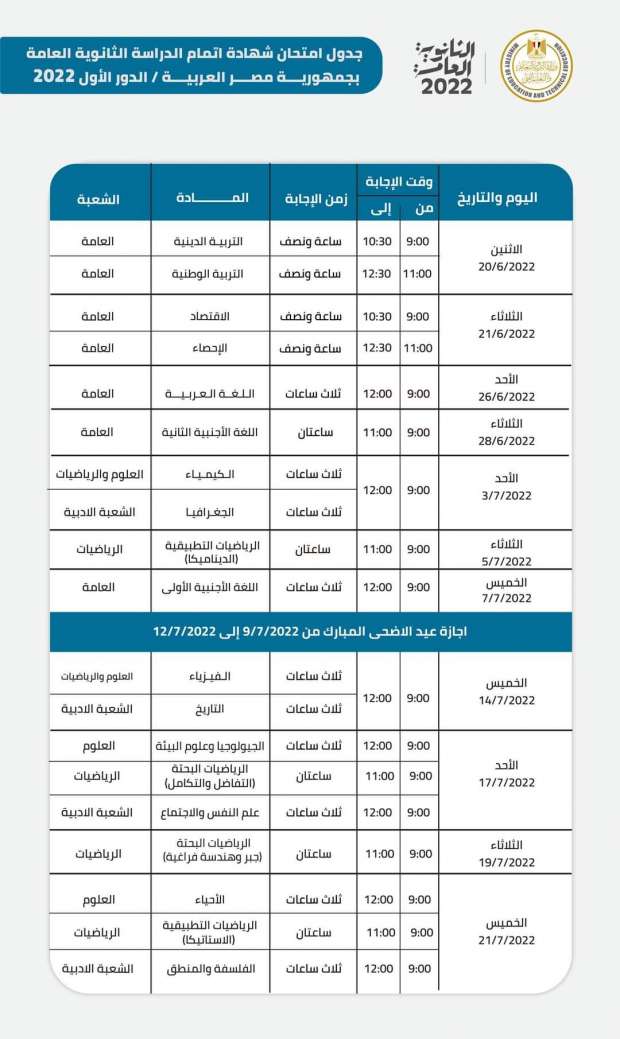 جدول امتحان شهادة اتمام الدراسة الثانوية العامة
بجمهوريـــة مصـــر العربيـــة / الدور الأول 2022
الثانوية
العامة
2022
MINISTRY OF EDUCATION AND TECHNICAL EDUCATION
اليوم والتاريخ وقت الإجابة زمن الإجابة المـــــــادة الشعبة
من إلى
الاثنين 20/6/2022
9:00 10:30 ساعة ونصف التربية الدينية العامة
11:00 12:30 ساعة ونصف التربية الوطنية العامة
الثلاثاء 21/6/2022
9:00 10:30 ساعة ونصف الاقتصاد العامة
11:00 12:30 ساعة ونصف الإحصاء العامة
الأحد 26/6/2022
9:00 12:00 ثلاث ساعات اللـغــة العـربيـــة العامة
الثلاثاء 28/6/2022
9:00 11:00 ساعتان اللغة الأجنبية الثانية العامة
الأحد 3/7/2022
9:00 12:00
ثلاث ساعات الـكيمـياء العلوم والرياضيات
ثلاث ساعات الجغرافيا الشعبة الادبية
الثلاثاء 5/7/2022
9:00 11:00 ساعتان الرياضيات التطبيقية (الديناميكا) الرياضيات
الخميس 7/7/2022
9:00 12:00 ثلاث ساعات اللغة الأجنبية الأولى العامة
اجازة عيد الاضحى المبارك من 9/7/2022 إلى 12/7/2022
الخميس 14/7/2022
9:00 12:00
ثلاث ساعات الـفيـزياء العلوم والرياضيات
ثلاث ساعات التاريخ الشعبة الادبية
الأحد 17/7/2022
9:00 12:00 ثلاث ساعات الجيولوجيا وعلوم البيئة العلوم
9:00 11:00 ساعتان الرياضيات البحتة (التفاضل والتكامل) الرياضيات
9:00 12:00 ثلاث ساعات علم النفس والاجتماع الشعبة الادبية
الثلاثاء 19/7/2022
9:00 11:00 ساعتان الرياضيات البحتة (جبر وهندسة فراغية) الرياضيات
الخميس 21/7/2022
9:00 12:00 ثلاث ساعات الأحياء العلوم
9:00 11:00 ساعتان الرياضيات التطبيقية (الاستاتيكا) الرياضيات
9:00 12:00 ثلاث ساعات الفلسفة والمنطق الشعبة الادبية